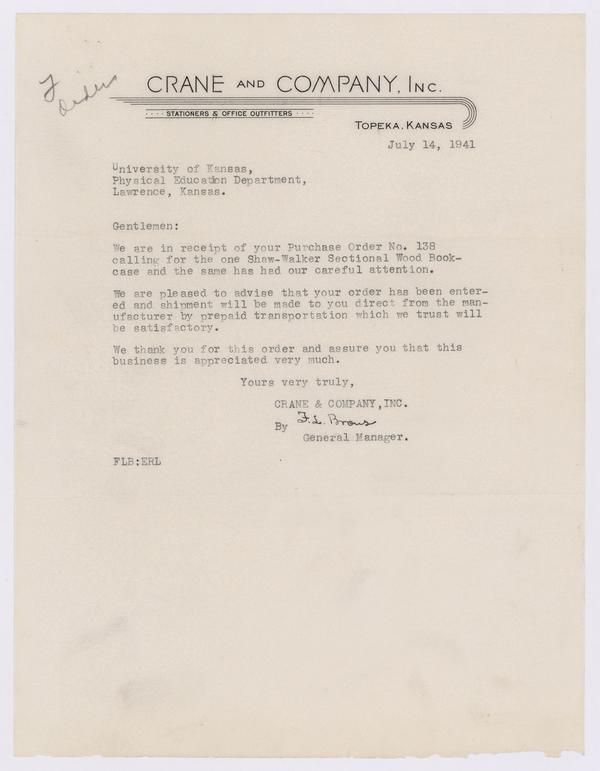 CRANE AND COMPANY, INC.
STATIONERS & OFFICE OUTFITTERS
TOPEKA, KANSAS
July 14, 1941
University of Kansas,
Physical Education Department,
Lawrence, Kansas.
Gentlemen:
We are in receipt of your Purchase Order No. 138
calling for the one Shaw-Walker Sectional Wood Book-
case and the same has had our careful attention.
We are pleased to advise that your order has been enter-
ed and shipment will be made to you direct from the man-
ufacturer by prepaid transportation which we trust will
be satisfactory.
We thank you for this order and assure you that this
business is appreciated very much.
Yours very truly,
CRANE & COMPANY,INC.
By F.L. Brous
General Manager.
FLB:ERL